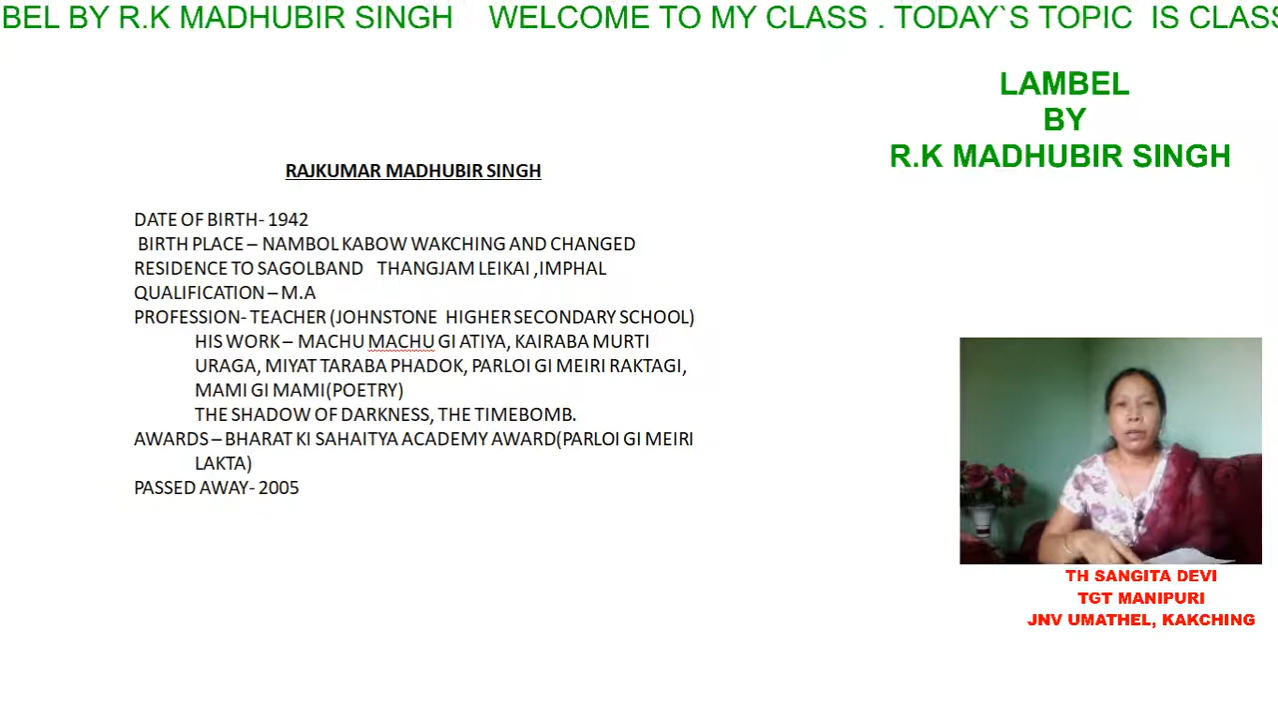 BEL BY R.K MADHUBIR SINGH WELCOME TO MY CLASS . TODAY`S TOPIC IS CLASS
LAMBEL
BY
R.K MADHUBIR SINGH
RAJKUMAR MADHUBIR SINGH
DATE OF BIRTH- 1942
BIRTH PLACE – NAMBOL KABOW WAKCHING AND CHANGED
RESIDENCE TO SAGOLBAND THANGJAM LEIKAI ,IMPHAL
QUALIFICATION – M.A
PROFESSION- TEACHER (JOHNSTONE HIGHER SECONDARY SCHOOL)
HIS WORK – MACHU MACHU GI ATIYA, KAIRABA MURTI
URAGA, MIYAT TARABA PHADOK, PARLOI GI MEIRI RAKTAGI,
MAMI GI MAMI(POETRY)
THE SHADOW OF DARKNESS, THE TIMEBOMB.
AWARDS – BHARAT KI SAHAITYA ACADEMY AWARD(PARLOI GI MEIRI
LAKTA)
PASSED AWAY- 2005
TH SANGITA DEVI
TGT MANIPURI
JNV UMATHEL, KAKCHING